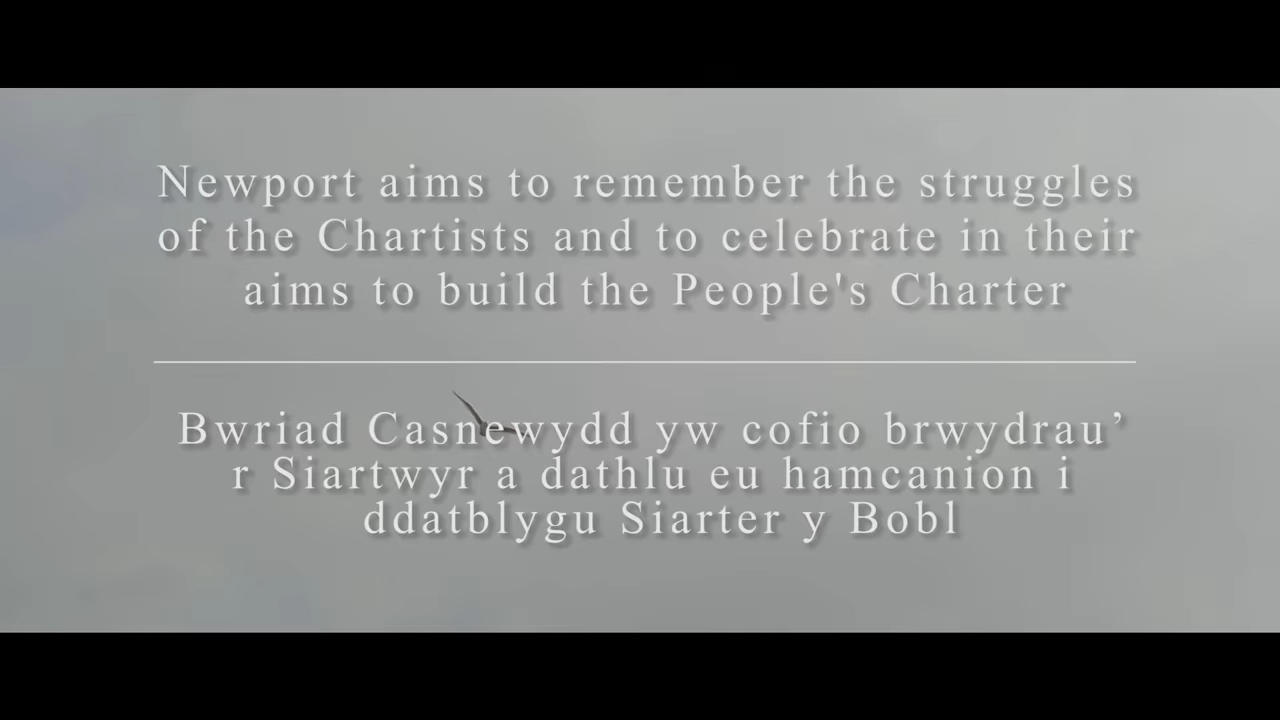 Newport aims to remember the struggles
of the Chartists and to celebrate in their
aims to build the People's Charter
Bwriad Casnewydd yw cofio brwydrau’
r Siartwyr a dathlu eu hamcanion i
ddatblygu Siarter y Bobl